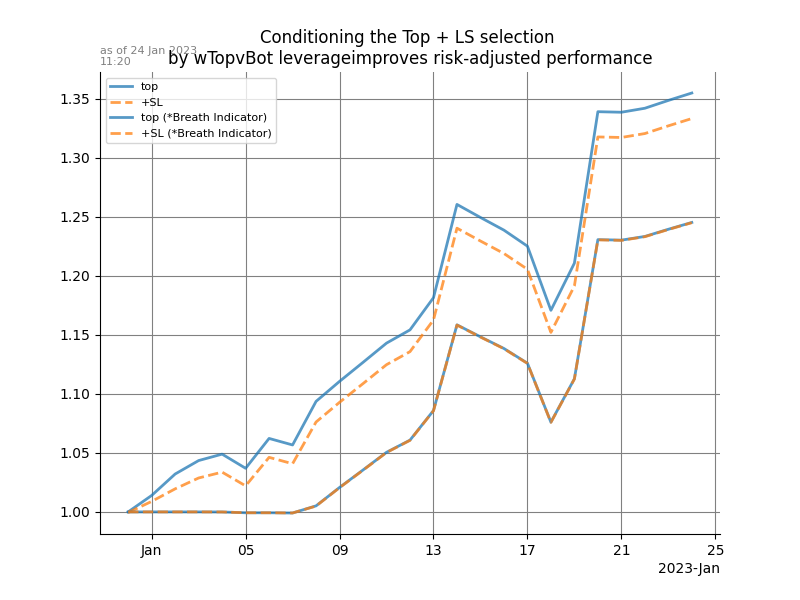 Conditioning the Top + LS selection
by wTopvBot leverageimproves risk-adjusted performance
as of 24 Jan 2023
11:20
top
+SL
top (*Breath Indicator)
+SL (*Breath Indicator)
1.35
1.30
1.25
1.20
1.15
1.10
1.05
1.00
Jan
05
09
13
17
21
25
2023-Jan